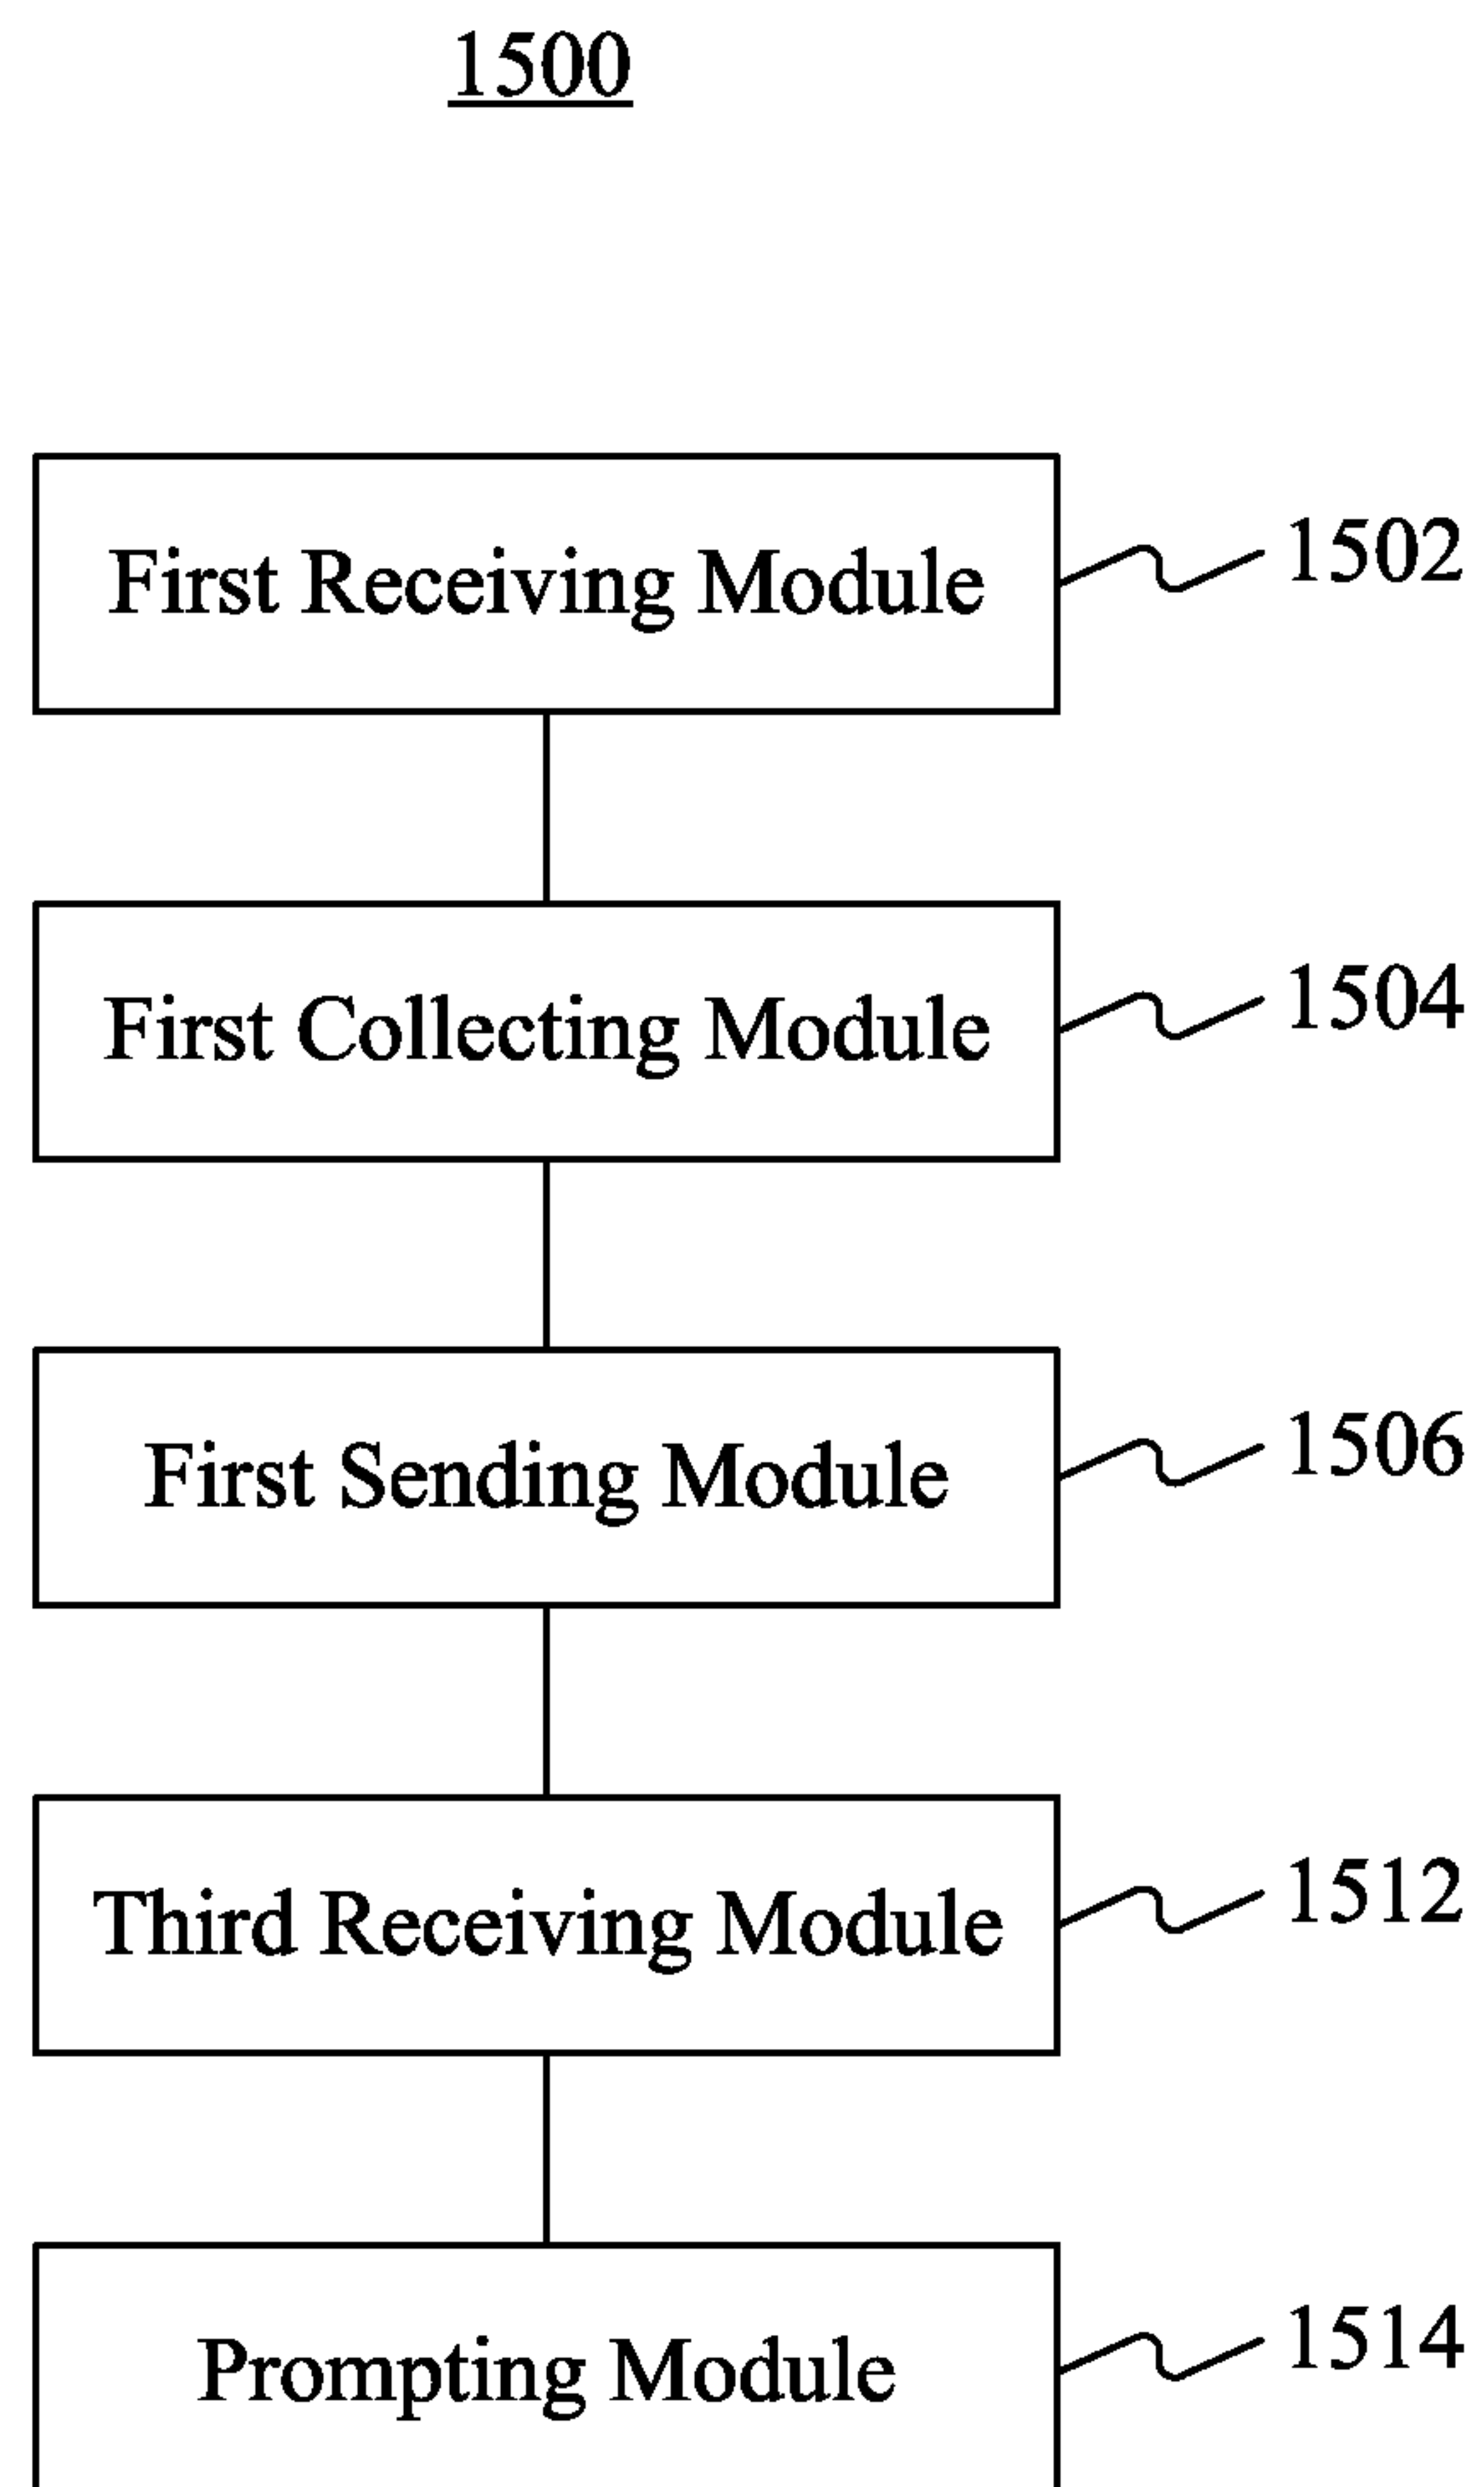 1500
First Receiving Module 1502
First Collecting Module 1504
First Sending Module 1506
Third Receiving Module 1512
Prompting Module 1514